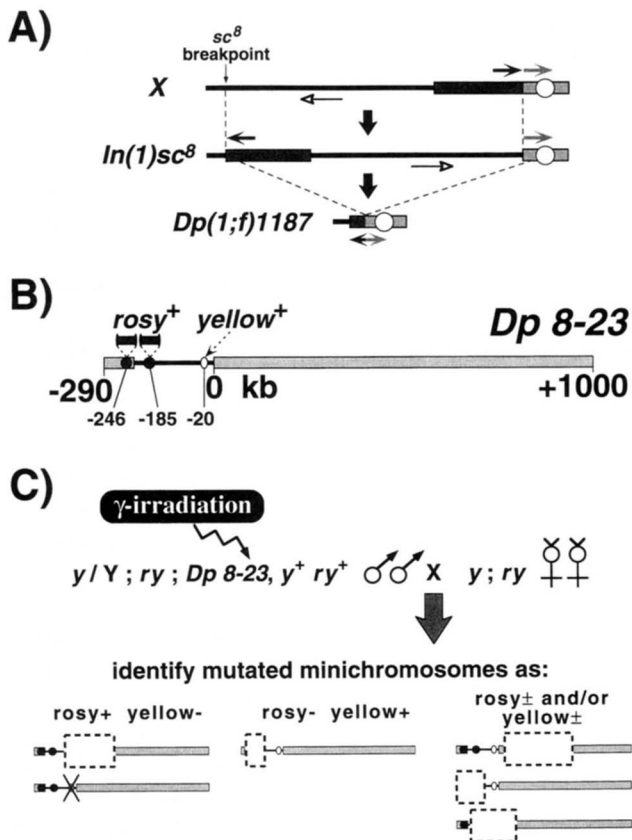 A)
sc8
breakpoint
X
In(1)sc8
Dp(1;f)1187
B)
rosy+ yellow+ Dp 8-23
-290 0 kb +1000
-246 -185 -20
C)
γ-irradiation
y / Y ; ry ; Dp 8-23, y+ ry+ X y ; ry
identify mutated minichromosomes as:
rosy+ yellow- rosy- yellow+ rosy± and/or
yellow±